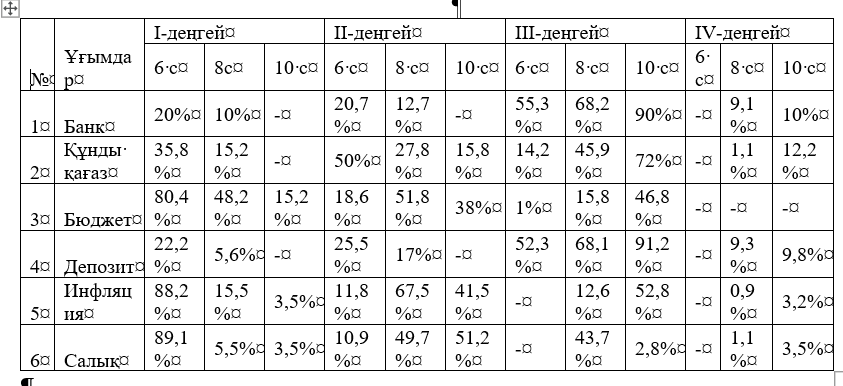 № Ұғымдар I-деңгей II-деңгей III-деңгей IV-деңгей
6 с 8с 10 с 6 с 8 с 10 с 6 с 8 с 10 с 6 с 8 с 10 с
1 Банк 20% 10% - 20,7% 12,7% - 55,3% 68,2% 90% - 9,1% 10%
2 Құнды қағаз 35,8% 15,2% - 50% 27,8% 15,8% 14,2% 45,9% 72% - 1,1% 12,2%
3 Бюджет 80,4% 48,2% 15,2% 18,6% 51,8% 38% 1% 15,8% 46,8% - - -
4 Депозит 22,2% 5,6% - 25,5% 17% - 52,3% 68,1% 91,2% - 9,3% 9,8%
5 Инфляция 88,2% 15,5% 3,5% 11,8% 67,5% 41,5% - 12,6% 52,8% - 0,9% 3,2%
6 Салық 89,1% 5,5% 3,5% 10,9% 49,7% 51,2% - 43,7% 2,8% - 1,1% 3,5%